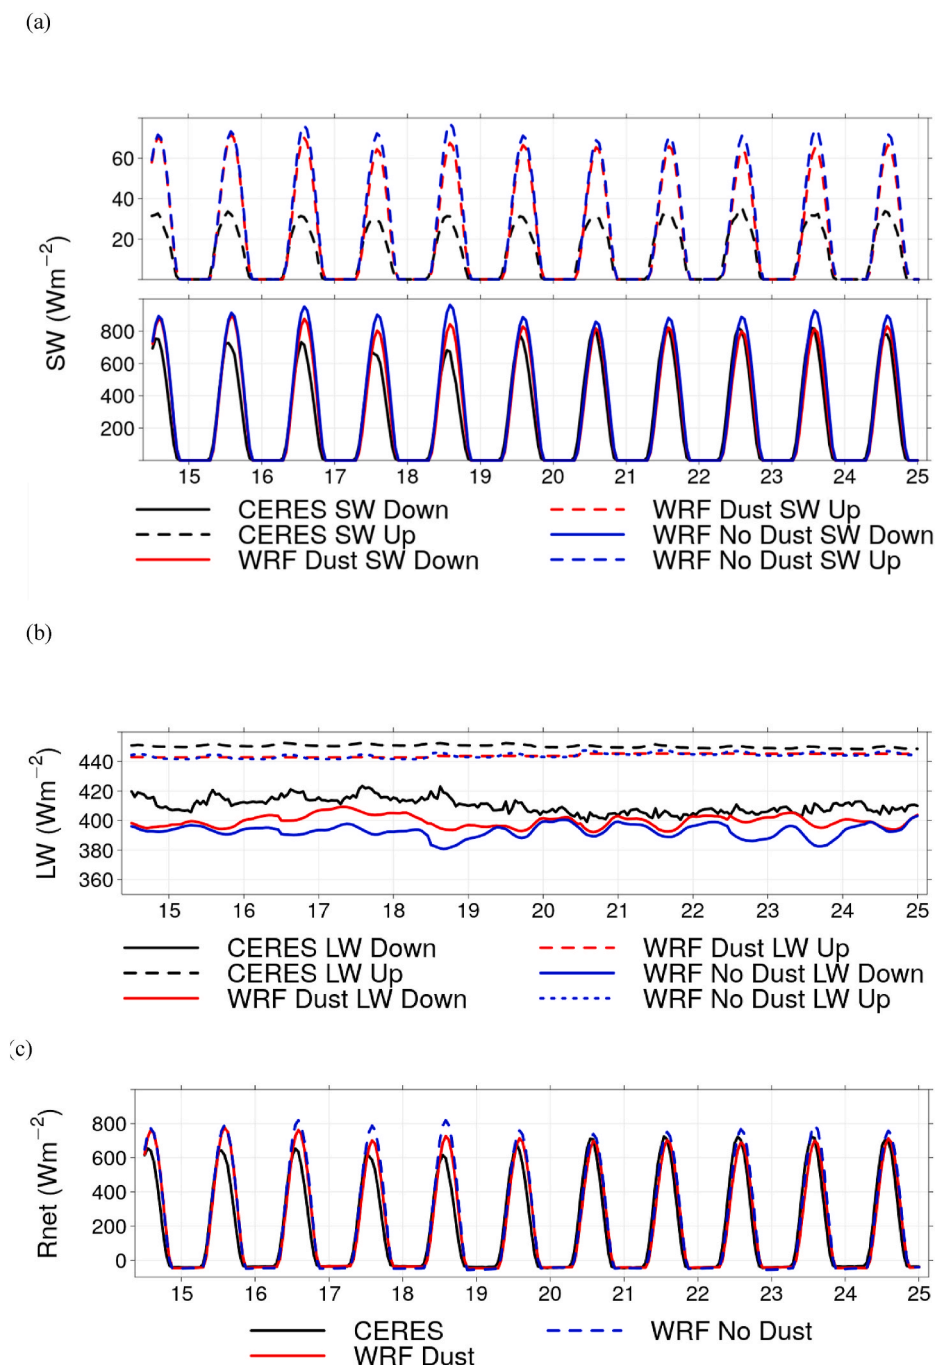 (a)
60
40
20
SW (Wm−2)
800
600
400
200
15 16 17 18 19 20 21 22 23 24 25
CERES SW Down
CERES SW Up
WRF Dust SW Down
WRF Dust SW Up
WRF No Dust SW Down
WRF No Dust SW Up
(b)
LW (Wm−2)
440
420
400
380
360
15 16 17 18 19 20 21 22 23 24 25
CERES LW Down
CERES LW Up
WRF Dust LW Down
WRF Dust LW Up
WRF No Dust LW Down
WRF No Dust LW Up
(c)
Rnet (Wm−2)
800
600
400
200
0
15 16 17 18 19 20 21 22 23 24 25
CERES
WRF Dust
WRF No Dust